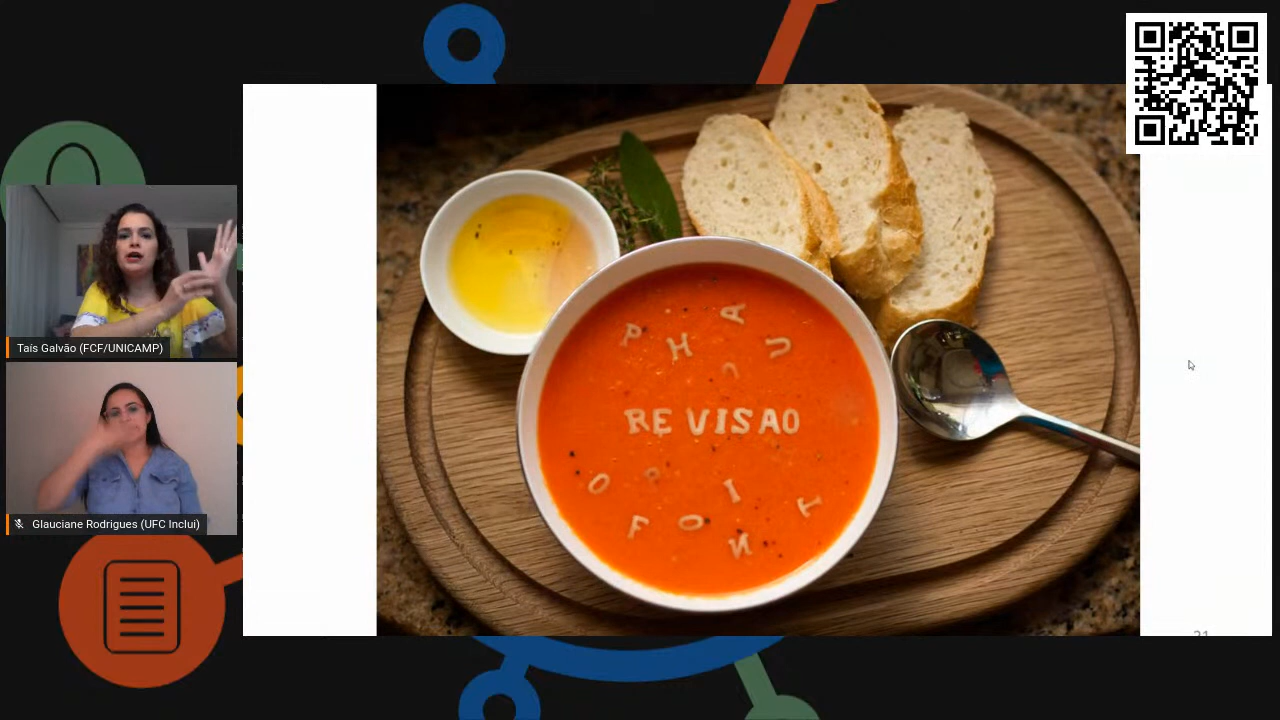 P H A U
RE VISAO
O I T
F O N
Taís Galvão (FCF/UNICAMP)
Glauciane Rodrigues (UFC Inclui)